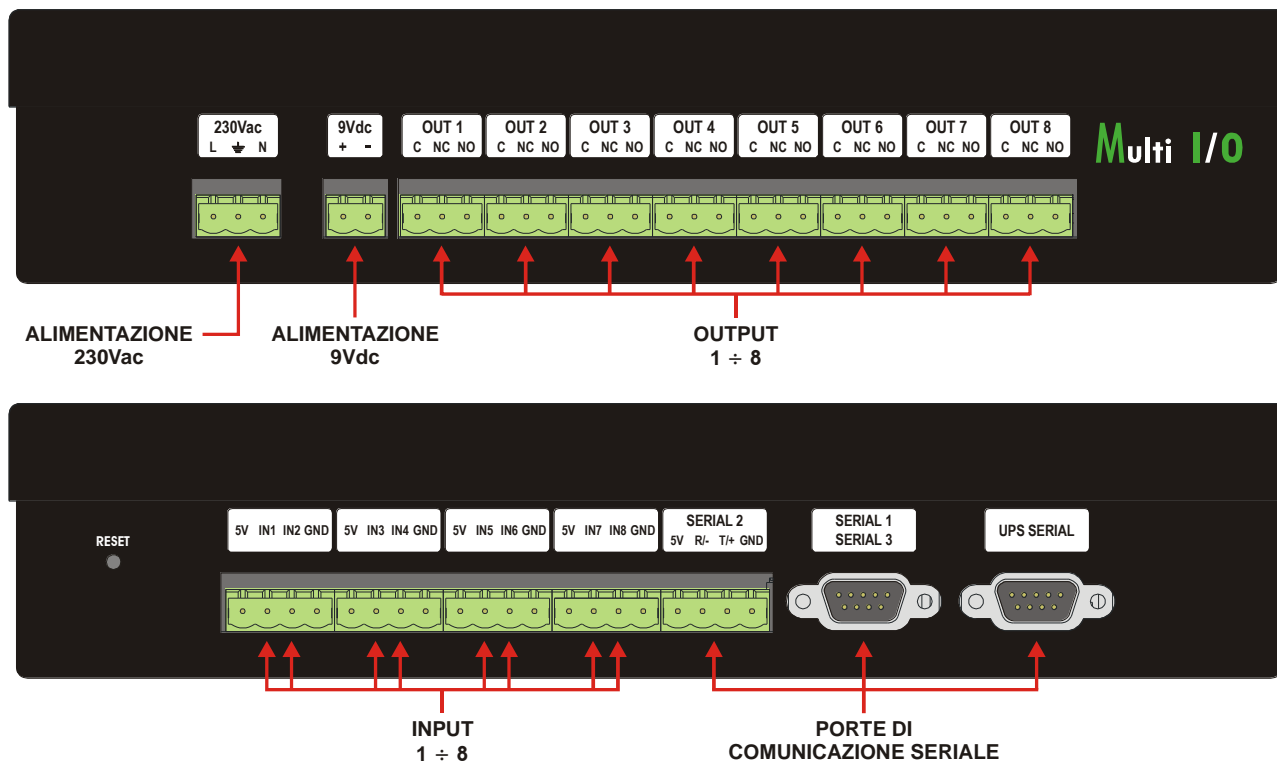 230Vac
L N
9Vdc
+ -
OUT 1
C NC NO
OUT 2
C NC NO
OUT 3
C NC NO
OUT 4
C NC NO
OUT 5
C NC NO
OUT 6
C NC NO
OUT 7
C NC NO
OUT 8
C NC NO
Multi I/O
ALIMENTAZIONE
230Vac
ALIMENTAZIONE
9Vdc
OUTPUT
1 ÷ 8
RESET
5V IN1 IN2 GND
5V IN3 IN4 GND
5V IN5 IN6 GND
5V IN7 IN8 GND
SERIAL 2
5V R/- T/+ GND
SERIAL 1
SERIAL 3
UPS SERIAL
INPUT
1 ÷ 8
PORTE DI
COMUNICAZIONE SERIALE